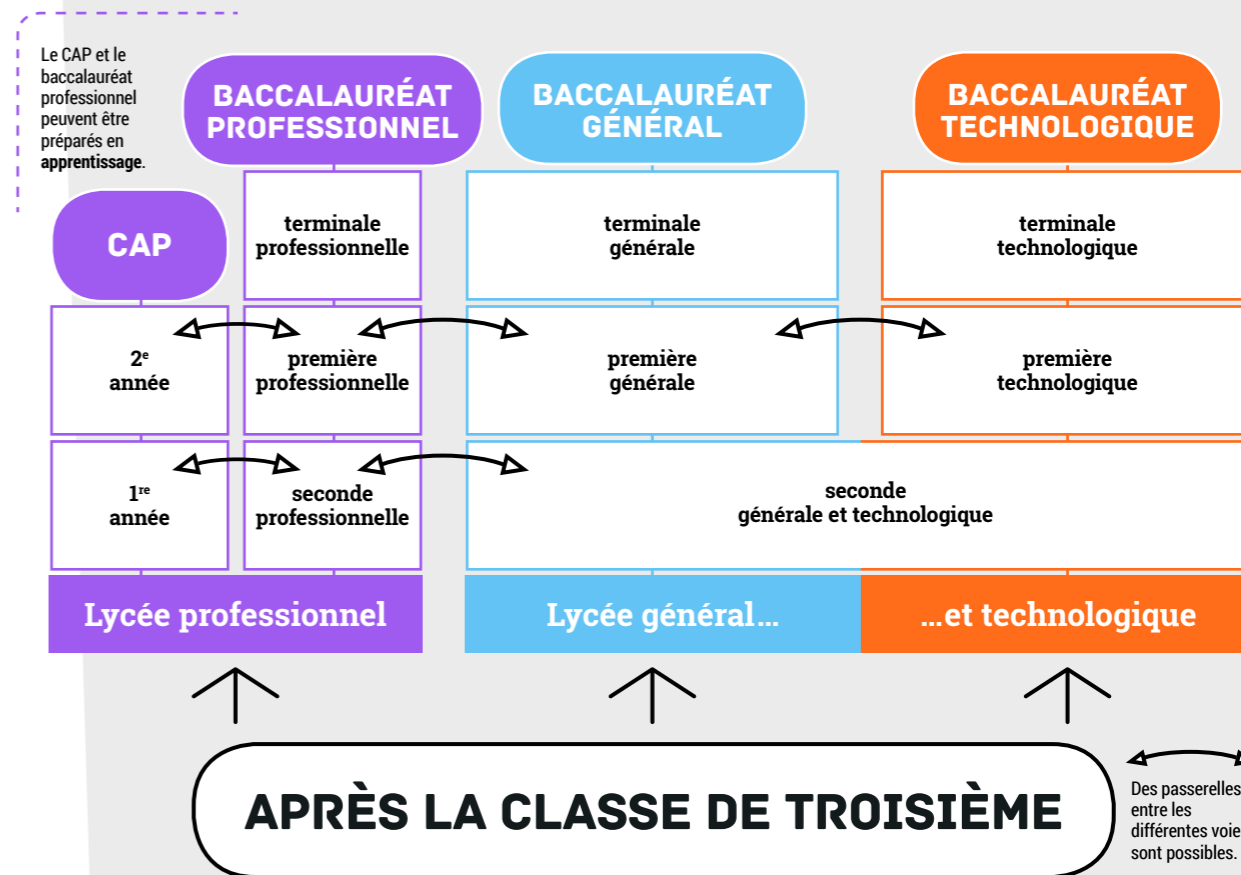 Le CAP et le
baccalauréat
professionnel
peuvent être
préparés en
apprentissage.
BACCALAURÉAT
PROFESSIONNEL
BACCALAURÉAT
GÉNÉRAL
BACCALAURÉAT
TECHNOLOGIQUE
CAP
terminale
professionnelle
terminale
générale
terminale
technologique
2e
année
première
professionnelle
première
générale
première
technologique
1re
année
seconde
professionnelle
seconde
générale et technologique
Lycée professionnel
Lycée général...
...et technologique
APRÈS LA CLASSE DE TROISIÈME
Des passerelles
entre les
différentes voie
sont possibles.